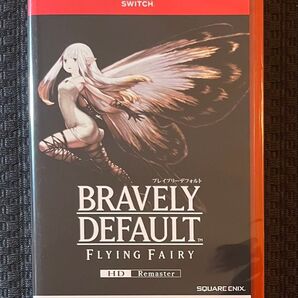 SWITCH
ブレイブリーデフォルト
BRAVELY
DEFAULT™
FLYING FAIRY
HD Remaster
SQUARE ENIX.